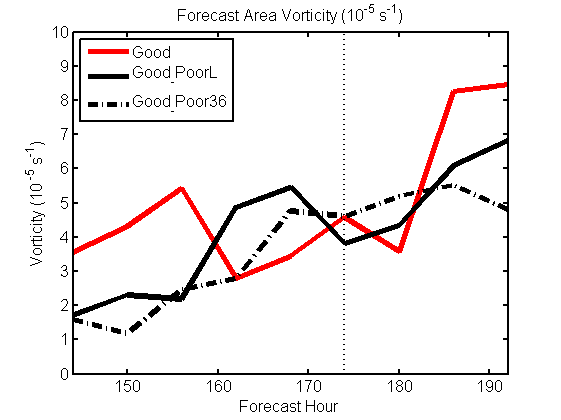 Forecast Area Vorticity (10^-5 s^-1)
10
9
8
7
6
5
4
3
2
1
0
Vorticity (10^-5 s^-1)
Good
Good_PoorL
Good_Poor36
150 160 170 180 190
Forecast Hour